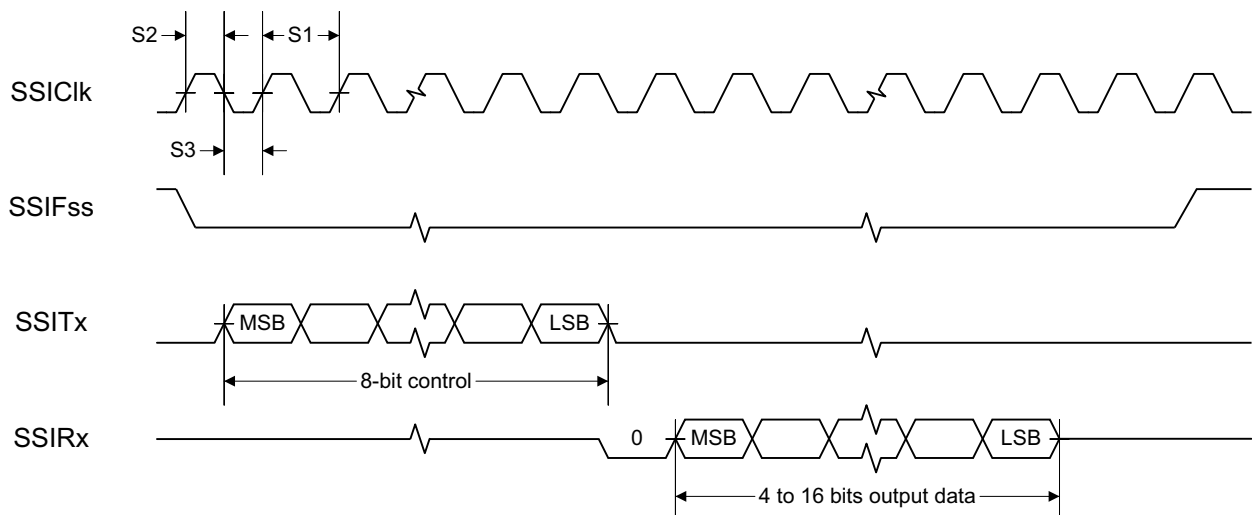 S2
S1
SSIClk
S3
SSIFss
SSITx
MSB
LSB
8-bit control
SSIRx
0
MSB
LSB
4 to 16 bits output data